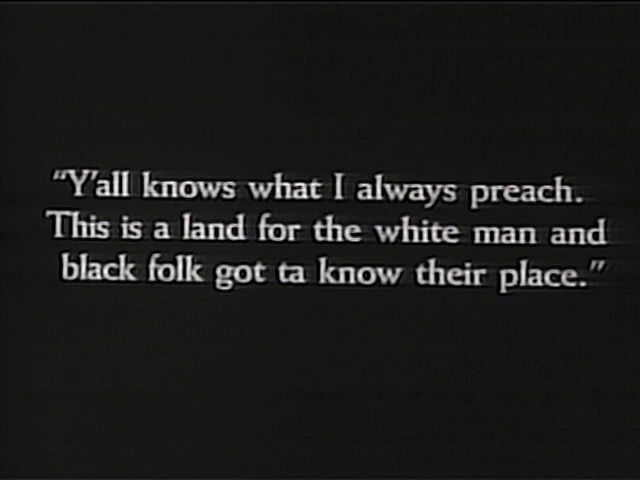 “Y'all knows what I always preach.
This is a land for the white man and
black folk got ta know their place.”